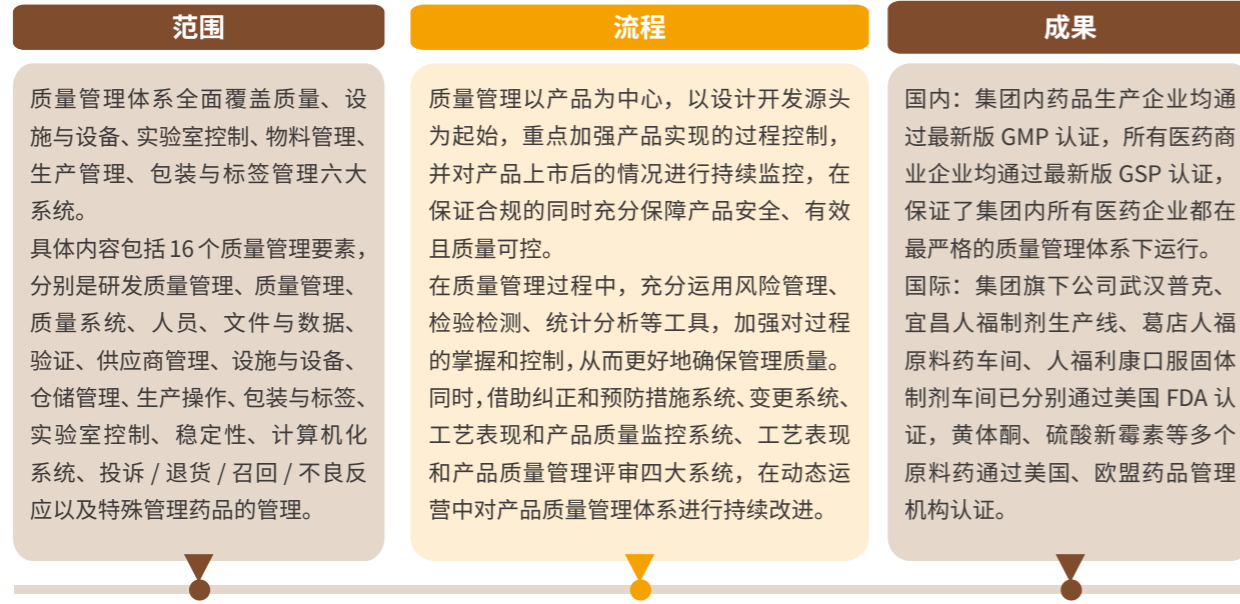 范围
质量管理体系全面覆盖质量、设
施与设备、实验室控制、物料管理、
生产管理、包装与标签管理六大
系统。
具体内容包括 16 个质量管理要素，
分别是研发质量管理、质量管理、
质量系统、人员、文件与数据、
验证、供应商管理、设施与设备、
仓储管理、生产操作、包装与标签、
实验室控制、稳定性、计算机化
系统、投诉 / 退货 / 召回 / 不良反
应以及特殊管理药品的管理。
流程
质量管理以产品为中心，以设计开发源头
为起始，重点加强产品实现的过程控制，
并对产品上市后的情况进行持续监控，在
保证合规的同时充分保障产品安全、有效
且质量可控。
在质量管理过程中，充分运用风险管理、
检验检测、统计分析等工具，加强对过程
的掌握和控制，从而更好地确保管理质量。
同时，借助纠正和预防措施系统、变更系统、
工艺表现和产品质量监控系统、工艺表现
和产品质量管理评审四大系统，在动态运
营中对产品质量管理体系进行持续改进。
成果
国内：集团内药品生产企业均通
过最新版 GMP 认证，所有医药商
业企业均通过最新版 GSP 认证，
保证了集团内所有医药企业都在
最严格的质量管理体系下运行。
国际：集团旗下公司武汉普克、
宜昌人福制剂生产线、葛店人福
原料药车间、人福利康口服固体
制剂车间已分别通过美国 FDA 认
证，黄体酮、硫酸新霉素等多个
原料药通过美国、欧盟药品管理
机构认证。